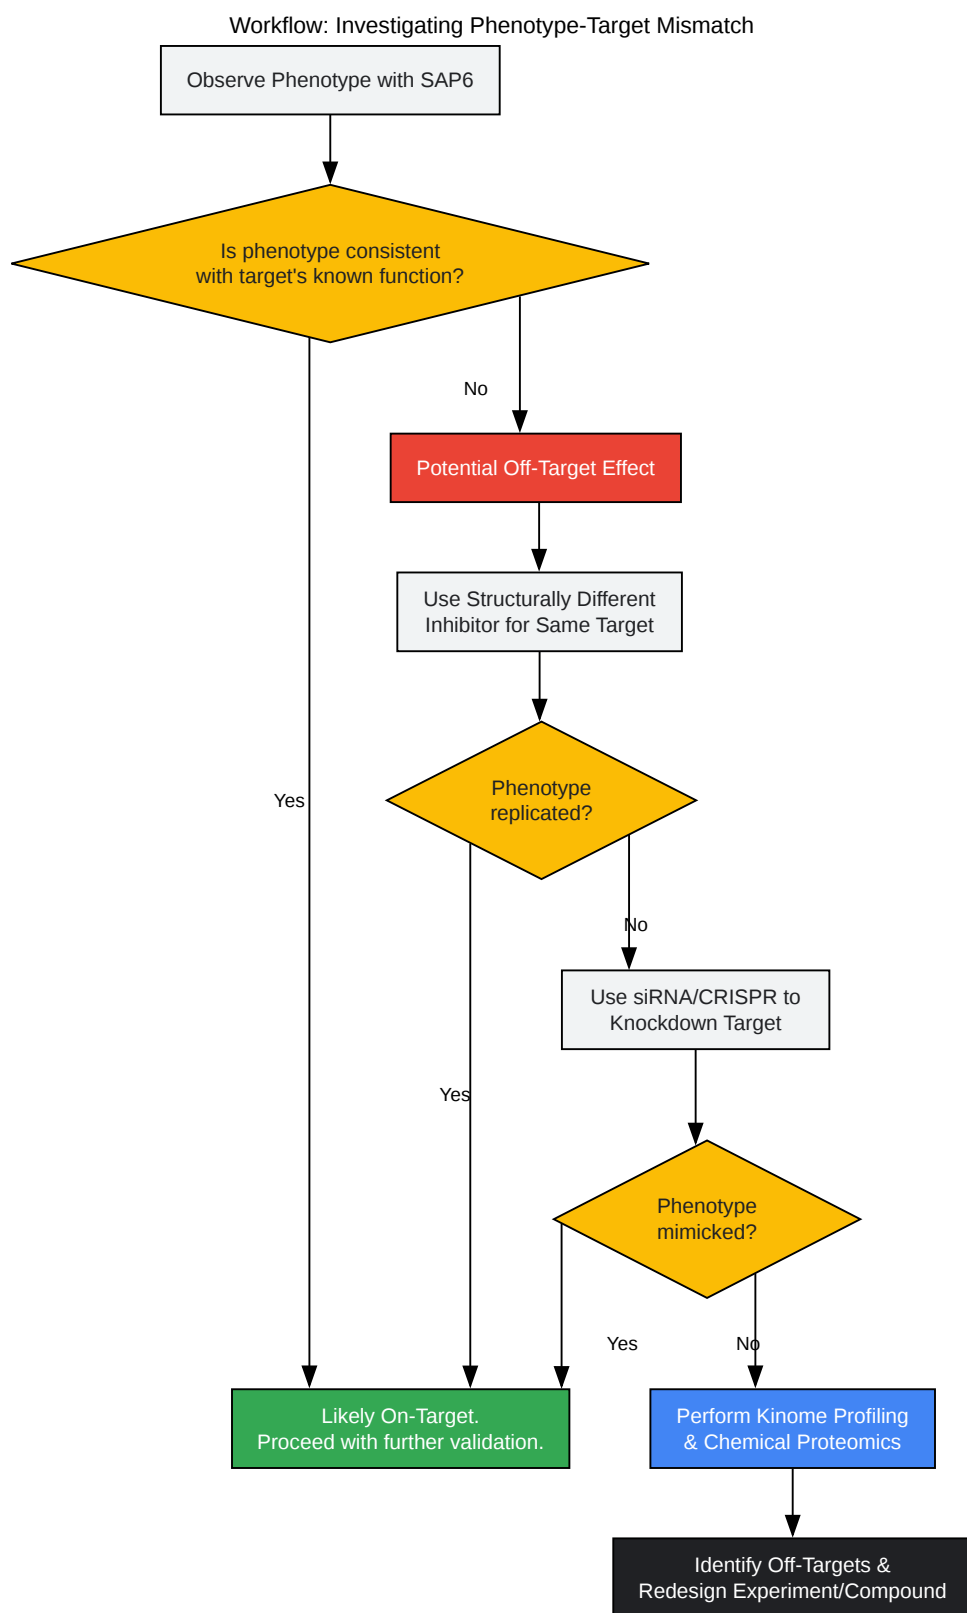 Workflow: Investigating Phenotype-Target Mismatch
Observe Phenotype with SAP6
Is phenotype consistent
with target's known function?
No
Potential Off-Target Effect
Use Structurally Different
Inhibitor for Same Target
Phenotype
replicated?
Yes
No
Use siRNA/CRISPR to
Knockdown Target
Yes
Phenotype
mimicked?
Yes
No
Likely On-Target.
Proceed with further validation.
Perform Kinome Profiling
& Chemical Proteomics
Identify Off-Targets &
Redesign Experiment/Compound